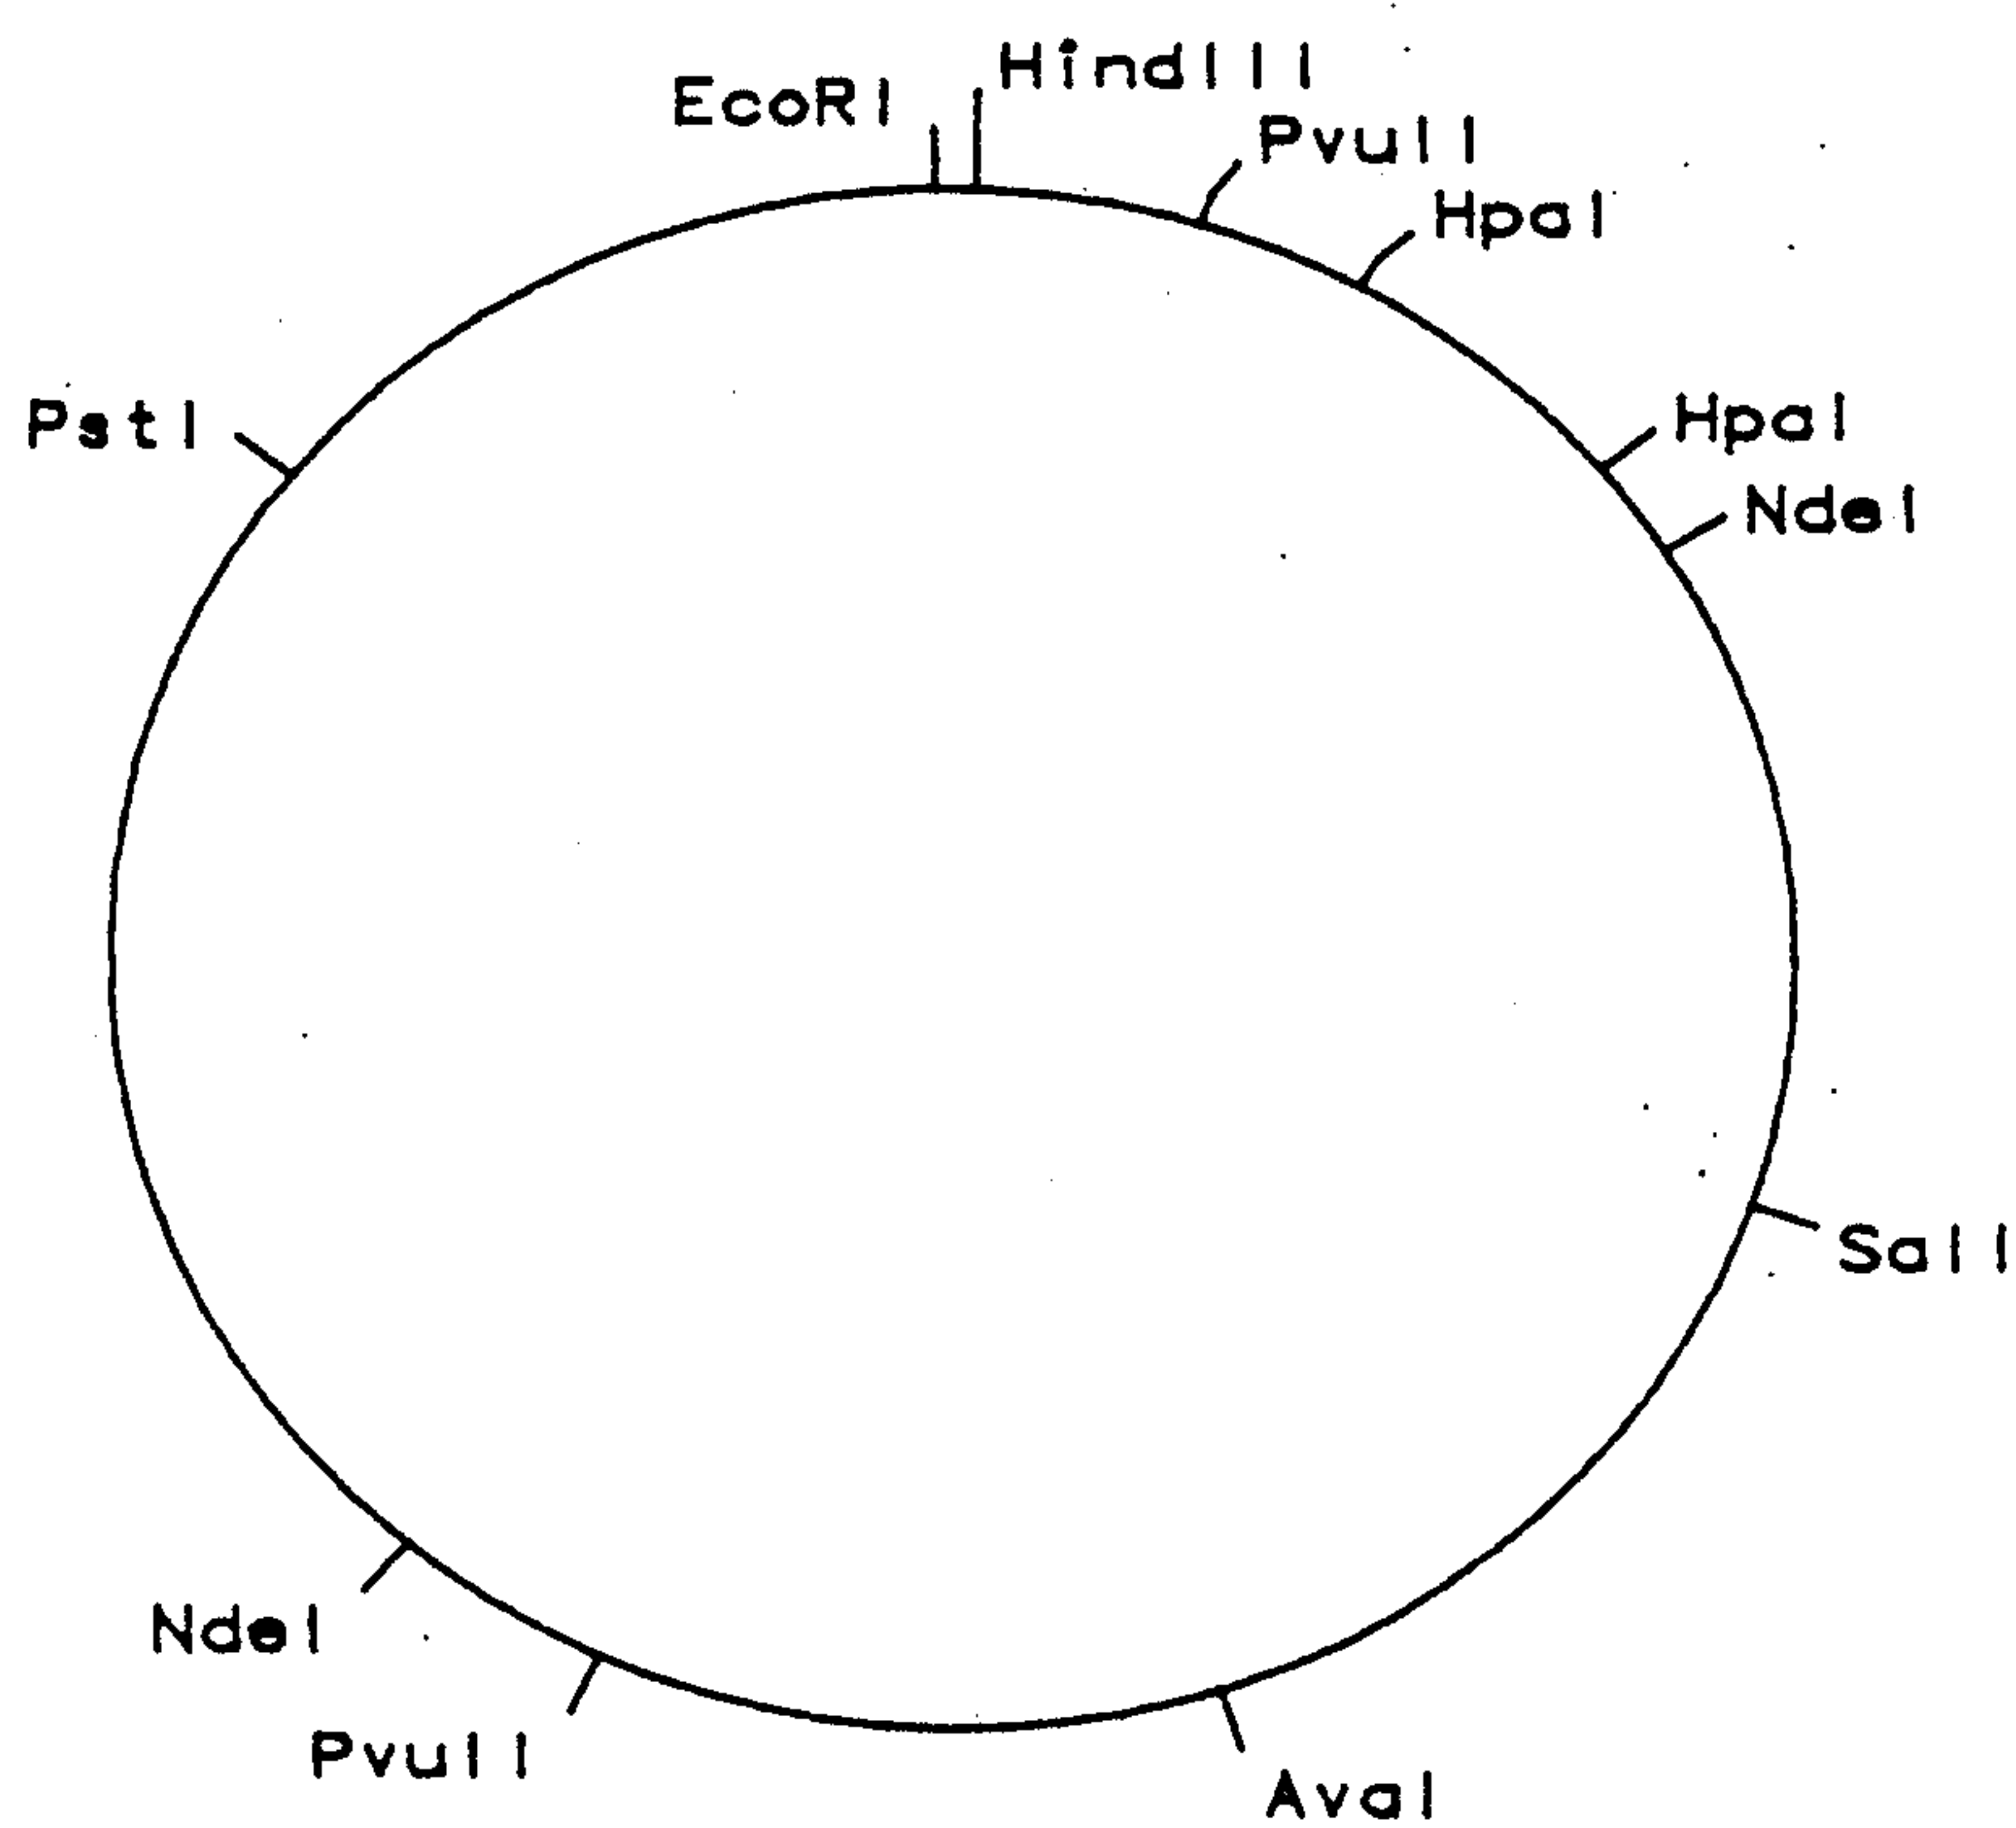 HindIII
EcoRI
PvuII
HpaI
PstI
HpaI
NdeI
SalI
NdeI
PvuII
AvaI